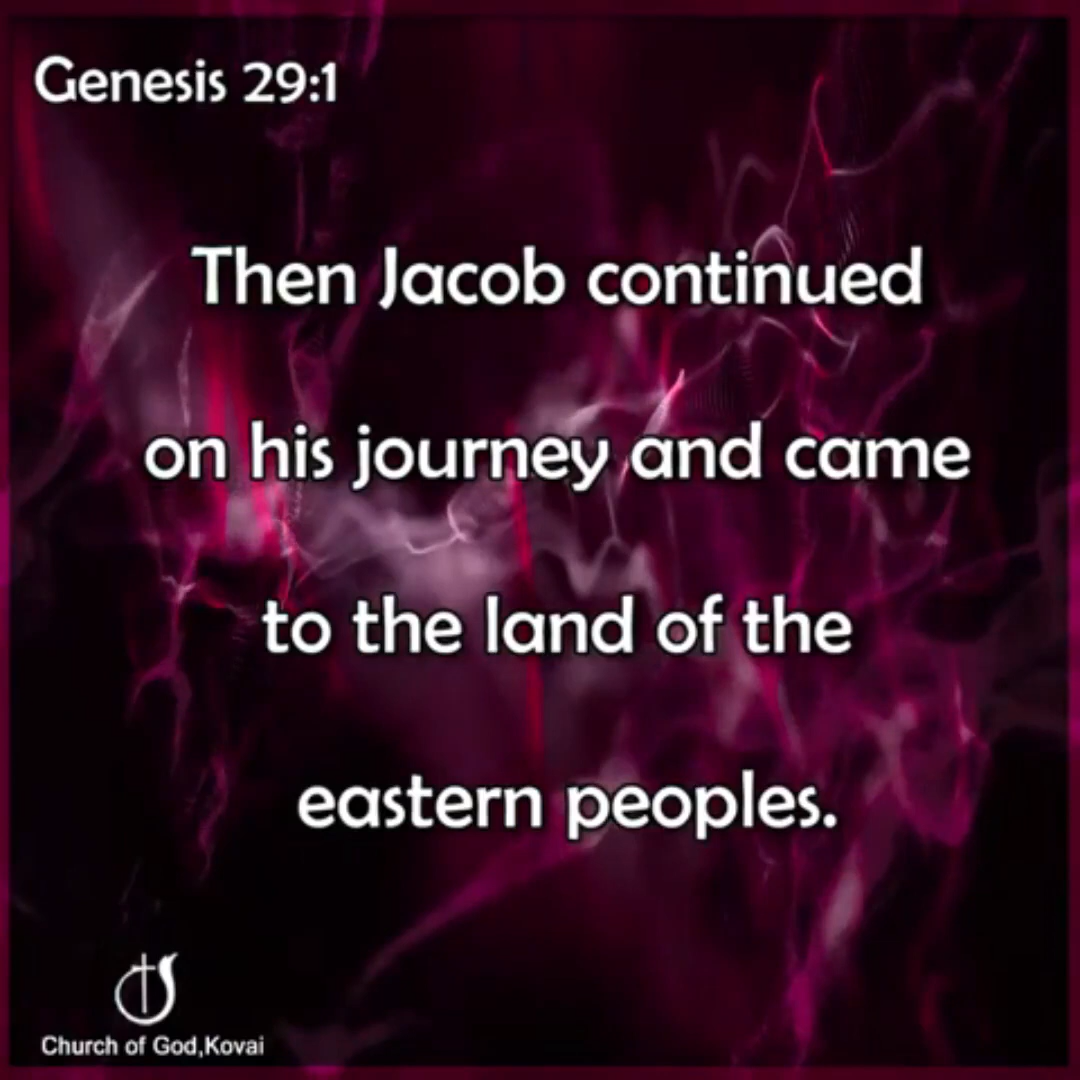 Genesis 29:1
Then Jacob continued
on his journey and came
to the land of the
eastern peoples.
Church of God,Kovai